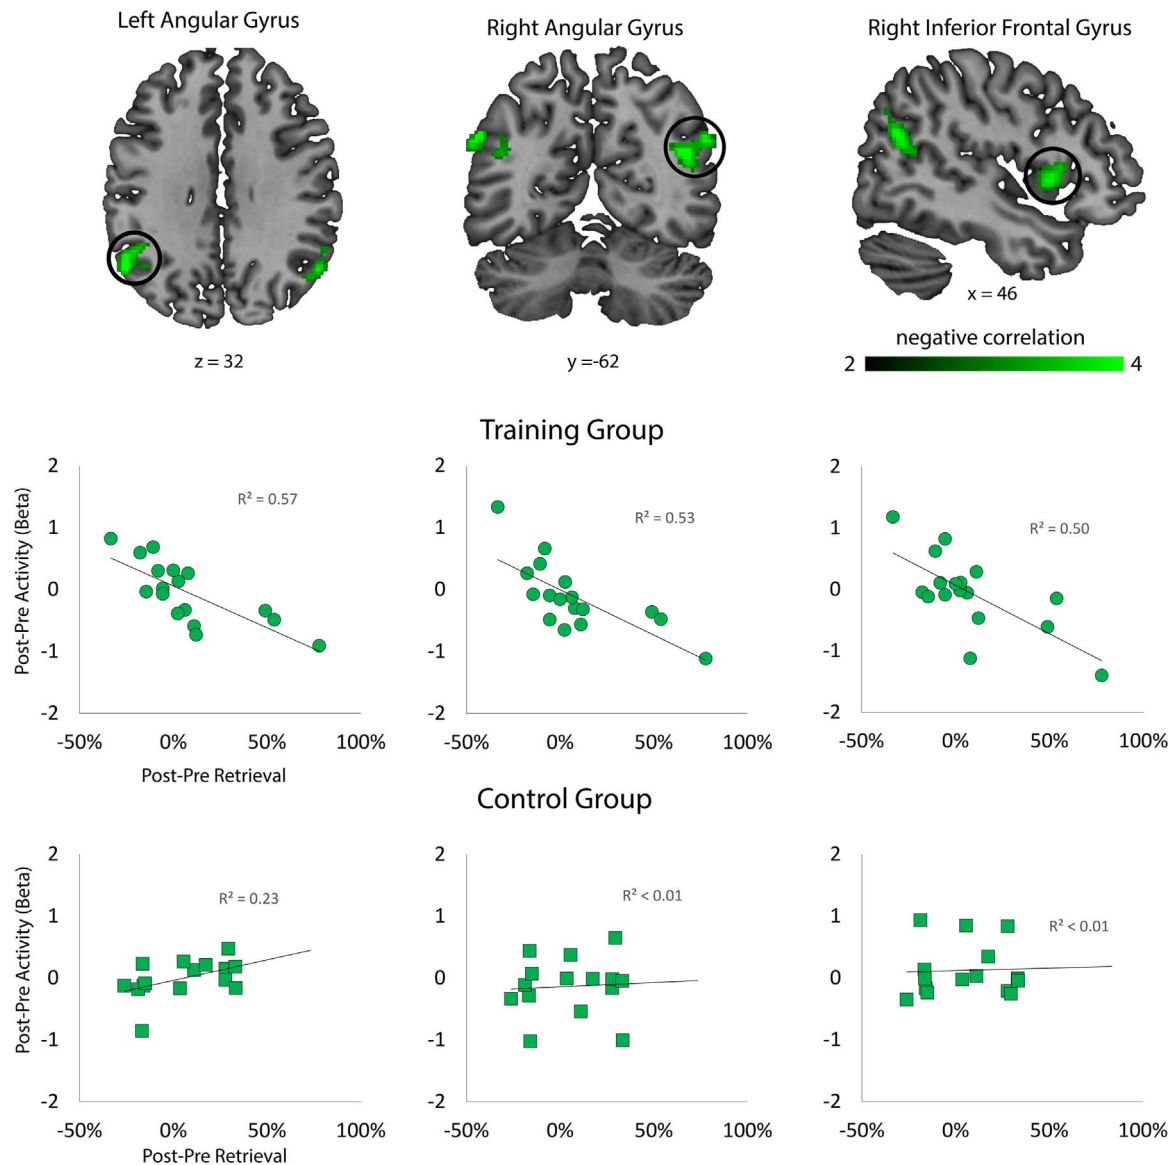 Left Angular Gyrus
Right Angular Gyrus
Right Inferior Frontal Gyrus
z = 32
y =-62
x = 46
negative correlation
2
4
Training Group
Post-Pre Activity (Beta)
2
1
0
-1
-2
R² = 0.57
-50%
0%
50%
100%
Post-Pre Retrieval
2
1
0
-1
-2
R² = 0.53
-50%
0%
50%
100%
2
1
0
-1
-2
R² = 0.50
-50%
0%
50%
100%
Control Group
Post-Pre Activity (Beta)
2
1
0
-1
-2
R² = 0.23
-50%
0%
50%
100%
Post-Pre Retrieval
2
1
0
-1
-2
R² < 0.01
-50%
0%
50%
100%
2
1
0
-1
-2
R² < 0.01
-50%
0%
50%
100%